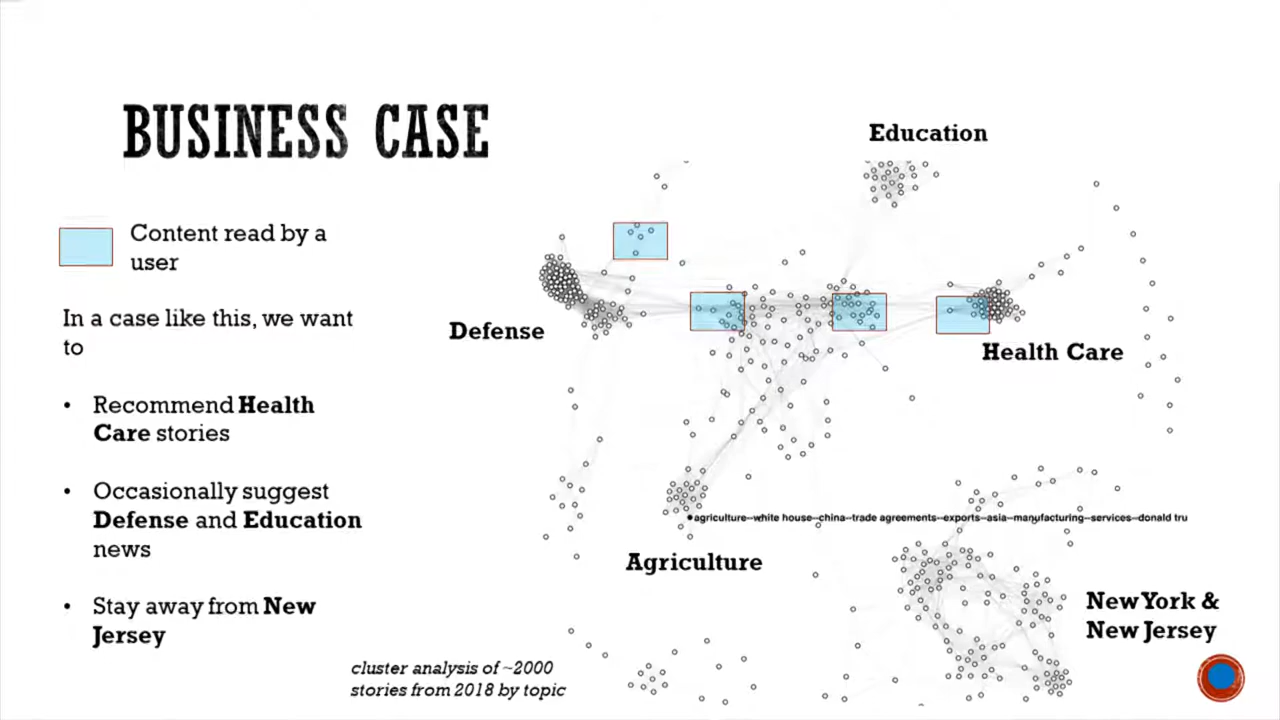 BUSINESS CASE
Content read by a
user
In a case like this, we want
to
• Recommend Health
Care stories
• Occasionally suggest
Defense and Education
news
• Stay away from New
Jersey
cluster analysis of ~2000
stories from 2018 by topic
Education
Defense
Health Care
agriculture--white house--china--trade agreements--exports--asia--manufacturing--services--donald tru
Agriculture
New York &
New Jersey